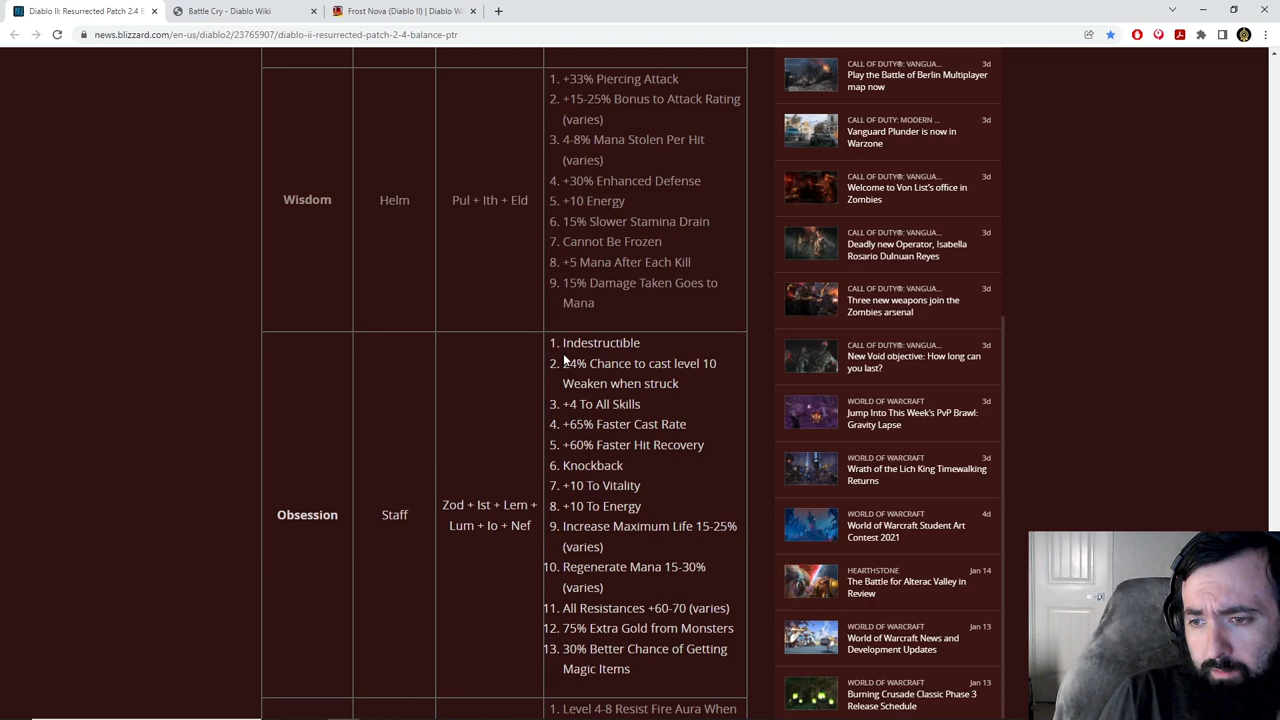 Diablo II: Resurrected Patch 2.4 B
Battle Cry - Diablo Wiki
Frost Nova (Diablo II) | Diablo W
news.blizzard.com/en-us/diablo2/23765907/diablo-ii-resurrected-patch-2-4-balance-ptr
Wisdom
Helm
Pul + Ith + Eld
1. +33% Piercing Attack
2. +15-25% Bonus to Attack Rating
(varies)
3. 4-8% Mana Stolen Per Hit
(varies)
4. +30% Enhanced Defense
5. +10 Energy
6. 15% Slower Stamina Drain
7. Cannot Be Frozen
8. +5 Mana After Each Kill
9. 15% Damage Taken Goes to
Mana
Obsession
Staff
Zod + Ist + Lem +
Lum + Io + Nef
1. Indestructible
2. 24% Chance to cast level 10
Weaken when struck
3. +4 To All Skills
4. +65% Faster Cast Rate
5. +60% Faster Hit Recovery
6. Knockback
7. +10 To Vitality
8. +10 To Energy
9. Increase Maximum Life 15-25%
(varies)
10. Regenerate Mana 15-30%
(varies)
11. All Resistances +60-70 (varies)
12. 75% Extra Gold from Monsters
13. 30% Better Chance of Getting
Magic Items
1. Level 4-8 Resist Fire Aura When
CALL OF DUTY®: VANGUA... 3d
Play the Battle of Berlin Multiplayer
map now
CALL OF DUTY: MODERN ... 3d
Vanguard Plunder is now in
Warzone
CALL OF DUTY®: VANGUA... 3d
Welcome to Von List's office in
Zombies
CALL OF DUTY®: VANGUA... 3d
Deadly new Operator, Isabella
Rosario Dulnuan Reyes
CALL OF DUTY®: VANGUA... 3d
Three new weapons join the
Zombies arsenal
CALL OF DUTY®: VANGUA... 3d
New Void objective: How long can
you last?
WORLD OF WARCRAFT 3d
Jump Into This Week's PvP Brawl:
Gravity Lapse
WORLD OF WARCRAFT 3d
Wrath of the Lich King Timewalking
Returns
WORLD OF WARCRAFT 4d
World of Warcraft Student Art
Contest 2021
HEARTHSTONE Jan 14
The Battle for Alterac Valley in
Review
WORLD OF WARCRAFT Jan 13
World of Warcraft News and
Development Updates
WORLD OF WARCRAFT Jan 13
Burning Crusade Classic Phase 3
Release Schedule